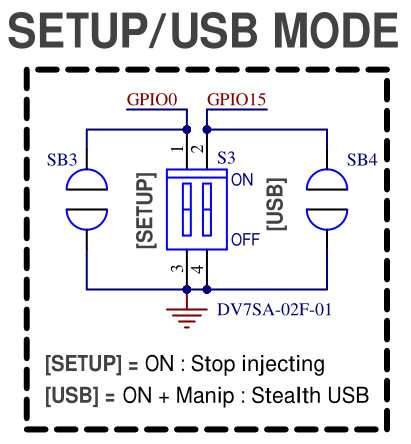 SETUP/USB MODE
GPIO0 GPIO15
SB3 1 2 S3 SB4
[SETUP] ON [USB]
OFF
3 4
DV7SA-02F-01
[SETUP] = ON : Stop injecting
[USB] = ON + Manip : Stealth USB